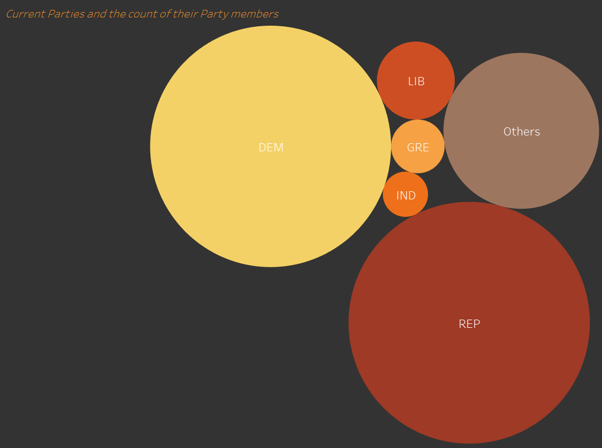 Current Parties and the count of their Party members
LIB
Others
DEM
GRE
IND
REP